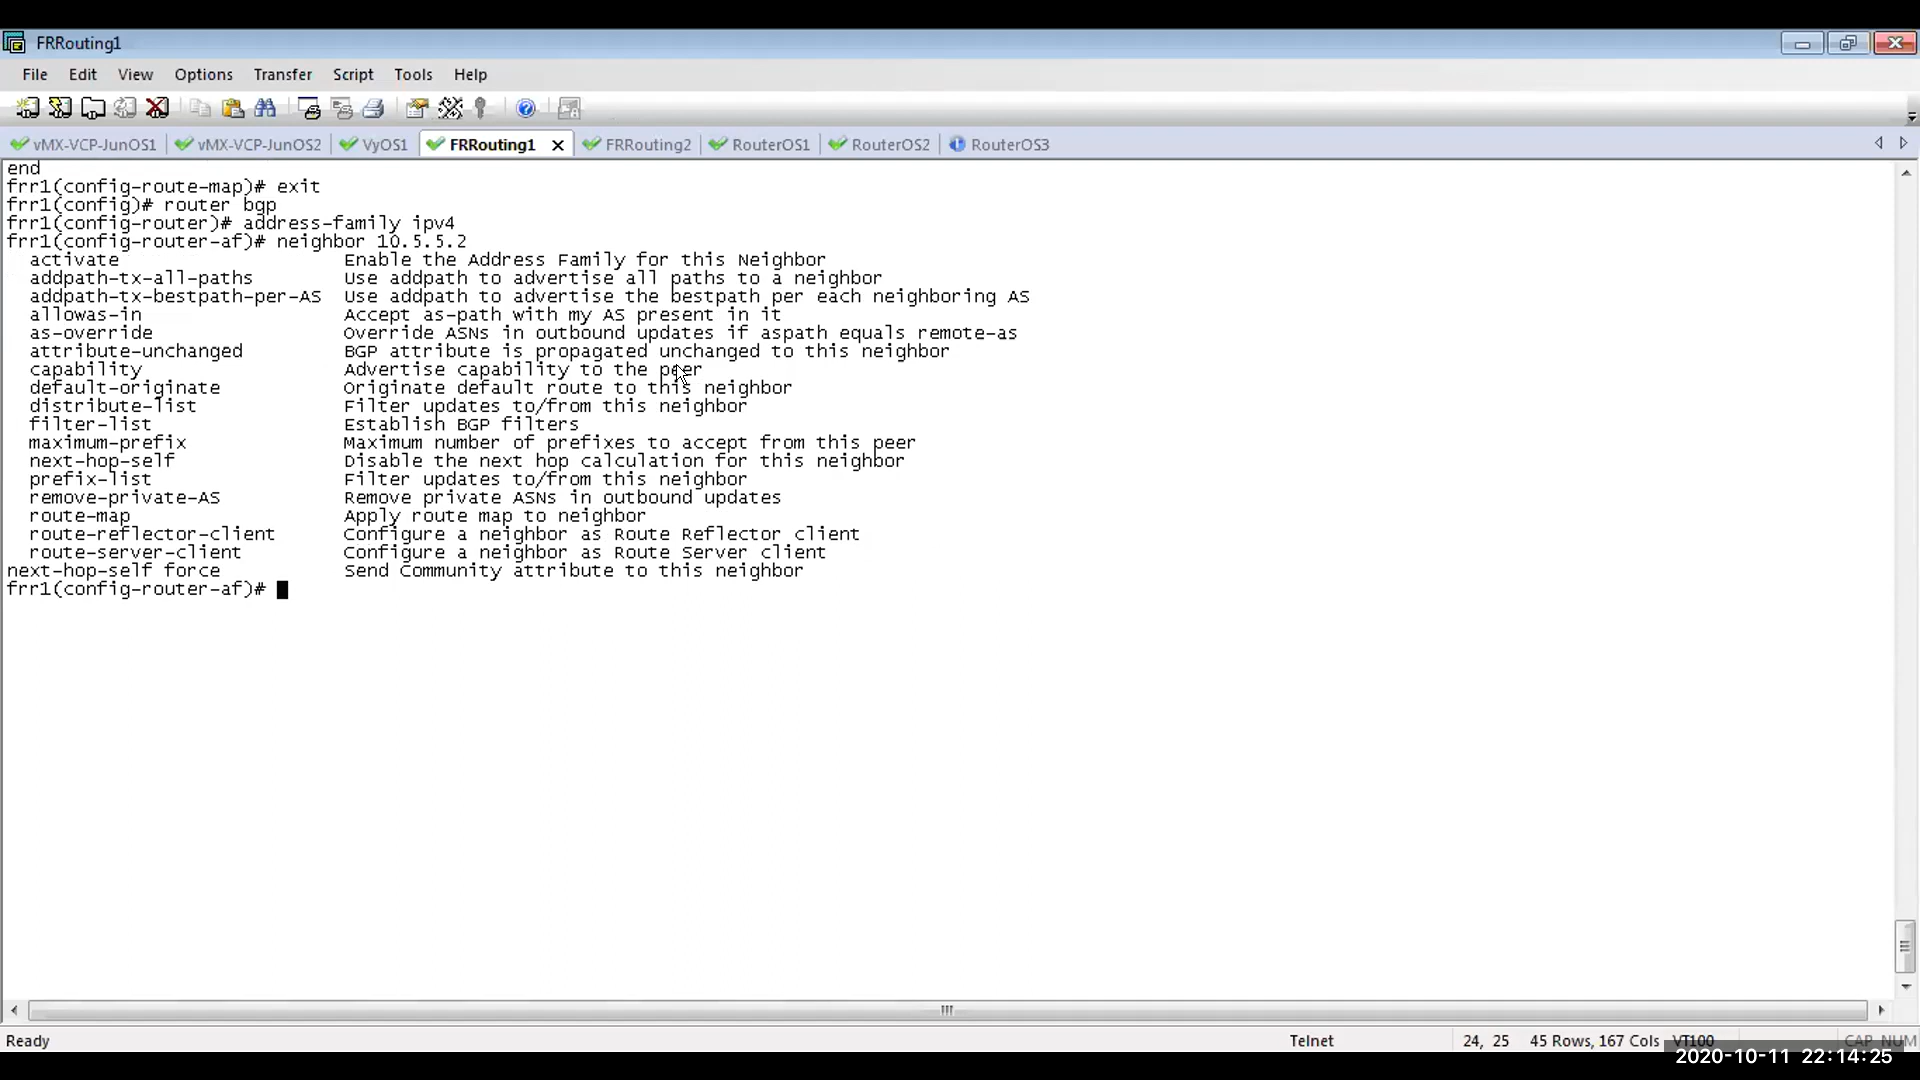 FRRouting1
File Edit View Options Transfer Script Tools Help
vMX-VCP-JunOS1 vMX-VCP-JunOS2 VyOS1 FRRouting1 FRRouting2 RouterOS1 RouterOS2 RouterOS3
end
frr1(config-route-map)# exit
frr1(config)# router bgp
frr1(config-router)# address-family ipv4
frr1(config-router-af)# neighbor 10.5.5.2
activate Enable the Address Family for this Neighbor
addpath-tx-all-paths Use addpath to advertise all paths to a neighbor
addpath-tx-bestpath-per-AS Use addpath to advertise the bestpath per each neighboring AS
allowas-in Accept as-path with my AS present in it
as-override Override ASNs in outbound updates if aspath equals remote-as
attribute-unchanged BGP attribute is propagated unchanged to this neighbor
capability Advertise capability to the peer
default-originate Originate default route to this neighbor
distribute-list Filter updates to/from this neighbor
filter-list Establish BGP filters
maximum-prefix Maximum number of prefixes to accept from this peer
next-hop-self Disable the next hop calculation for this neighbor
prefix-list Filter updates to/from this neighbor
remove-private-AS Remove private ASNs in outbound updates
route-map Apply route map to neighbor
route-reflector-client Configure a neighbor as Route Reflector client
route-server-client Configure a neighbor as Route Server client
next-hop-self force Send Community attribute to this neighbor
frr1(config-router-af)#
Ready Telnet 24, 25 45 Rows, 167 Cols VT100 CAP NUM
2020-10-11 22:14:25